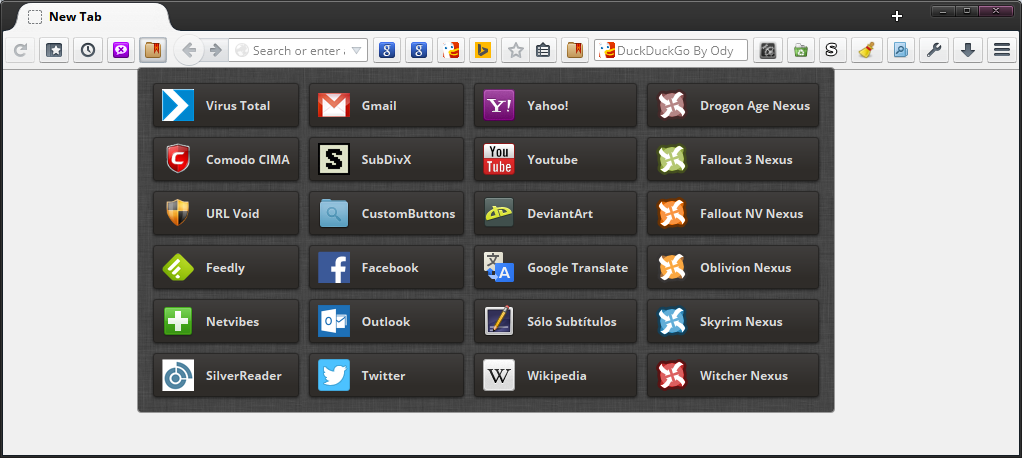 New Tab
Search or enter a
DuckDuckGo By Ody
Virus Total
Gmail
Yahoo!
Drogon Age Nexus
Comodo CIMA
SubDivX
Youtube
Fallout 3 Nexus
URL Void
CustomButtons
DeviantArt
Fallout NV Nexus
Feedly
Facebook
Google Translate
Oblivion Nexus
Netvibes
Outlook
Sólo Subtítulos
Skyrim Nexus
SilverReader
Twitter
Wikipedia
Witcher Nexus